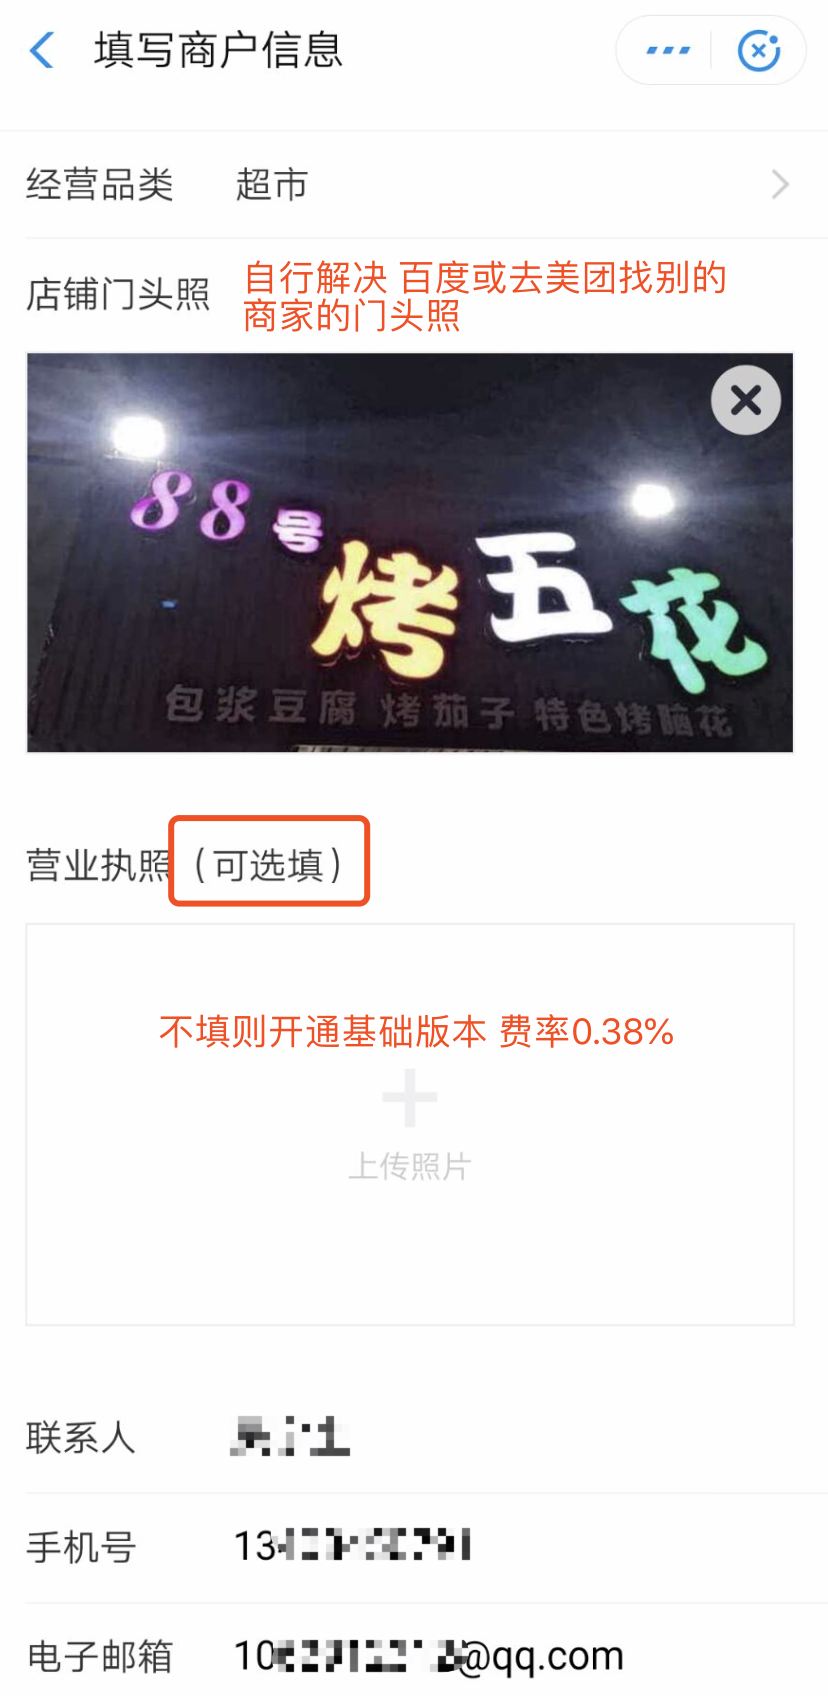 填写商户信息
经营品类 超市
店铺门头照 自行解决 百度或去美团找别的
商家的门头照
88号
烤五花
包浆豆腐 烤茄子 特色烤脑花
营业执照（可选填）
不填则开通基础版本 费率0.38%
上传照片
联系人
手机号 13
电子邮箱 10 @qq.com